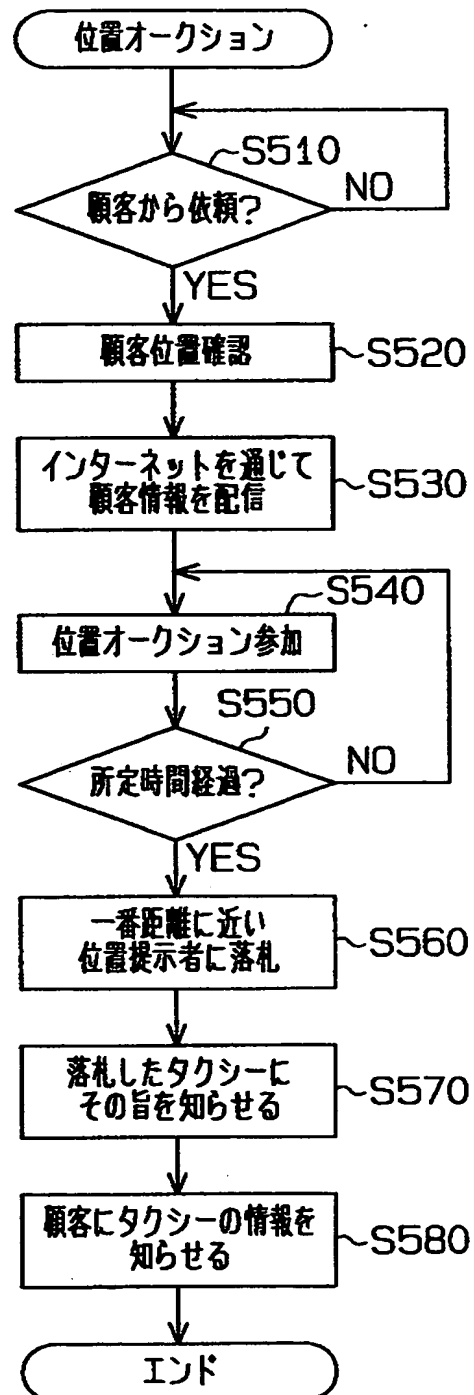 位置オークション
S510
顧客から依頼?
NO
YES
顧客位置確認
S520
インターネットを通じて
顧客情報を配信
S530
S540
位置オークション参加
S550
所定時間経過?
NO
YES
一番距離に近い
位置提示者に落札
S560
落札したタクシーに
その旨を知らせる
S570
顧客にタクシーの情報を
知らせる
S580
エンド